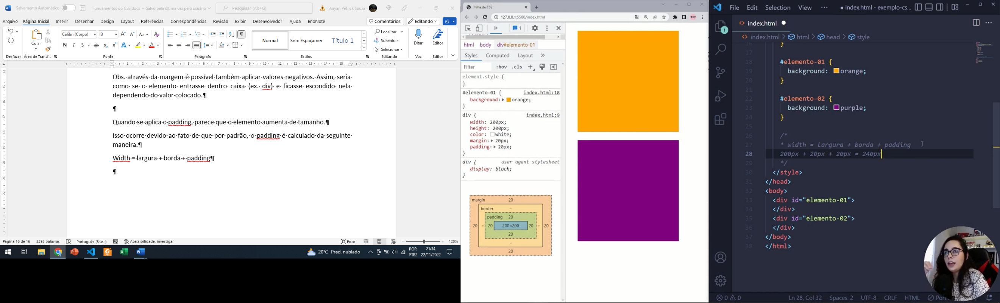 Salvamento Automático
Fundamentos do CSS.docx - Salvo pela última vez pelo usuário
Pesquisar (Alt+G)
Brayan Petrick Souza
Arquivo Página Inicial Inserir Desenhar Design Layout Referências Correspondências Revisão Exibir Desenvolvedor Ajuda EndNote
Comentários Editando
Colar
Calibri (Corpo) 13
Normal Sem Espaçamer Título 1
Localizar
Substituir
Selecionar
Ditar
Editor
Desfazer Área de Transf... Fonte Parágrafo Estilos Editando Voz Editor
Obs.·através·da·margem·é·possível·também·aplicar·valores·negativos.·Assim,·seria·
como· se· o· elemento· entrasse· dentro· caixa· (ex.· div)· e· ficasse· escondido· nela·
dependendo·do·valor·colocado.¶
¶
Quando·se·aplica·o·padding,·parece·que·o·elemento·aumenta·de·tamanho.¶
Isso·ocorre·devido·ao·fato·de·que·por·padrão,·o·padding·é·calculado·da·seguinte·
maneira.¶
Width·=·largura·+·borda·+·padding¶
¶
Página 16 de 16 2393 palavras Português (Brasil) Acessibilidade: investigar Foco 120%
20°C Pred. nublado
POR
PTB2
21:34
22/11/2022
Trilha de CSS
127.0.0.1:5500/index.html
1
html body div#elemento-01
Styles Computed Layout
Filter :hov .cls
element.style {
}
#elemento-01 { index.html:18
background: orange;
}
div { index.html:9
width: 200px;
height: 200px;
color: white;
margin: 20px;
padding: 20px;
}
div { user agent stylesheet
display: block;
}
margin 20
border –
padding 20
20 – 20 200×200 20 – 20
20
–
20
File Edit Selection View ··· ● index.html - exemplo-cs...
1
index.html
index.html > html > head > style
16 }
17
18 #elemento-01 {
19 background: orange;
20 }
21
22 #elemento-02 {
23 background: purple;
24 }
25
26 /*
27 * width = largura + borda + padding
28 200px + 20px + 20px = 240px
29 */
30 </style>
31 </head>
32 <body>
33 <div id="elemento-01">
34 </div>
35 <div id="elemento-02">
36 </div>
37 </body>
38 </html>
0 0 Ln 28, Col 32 Spaces: 2 UTF-8 CRLF HTML